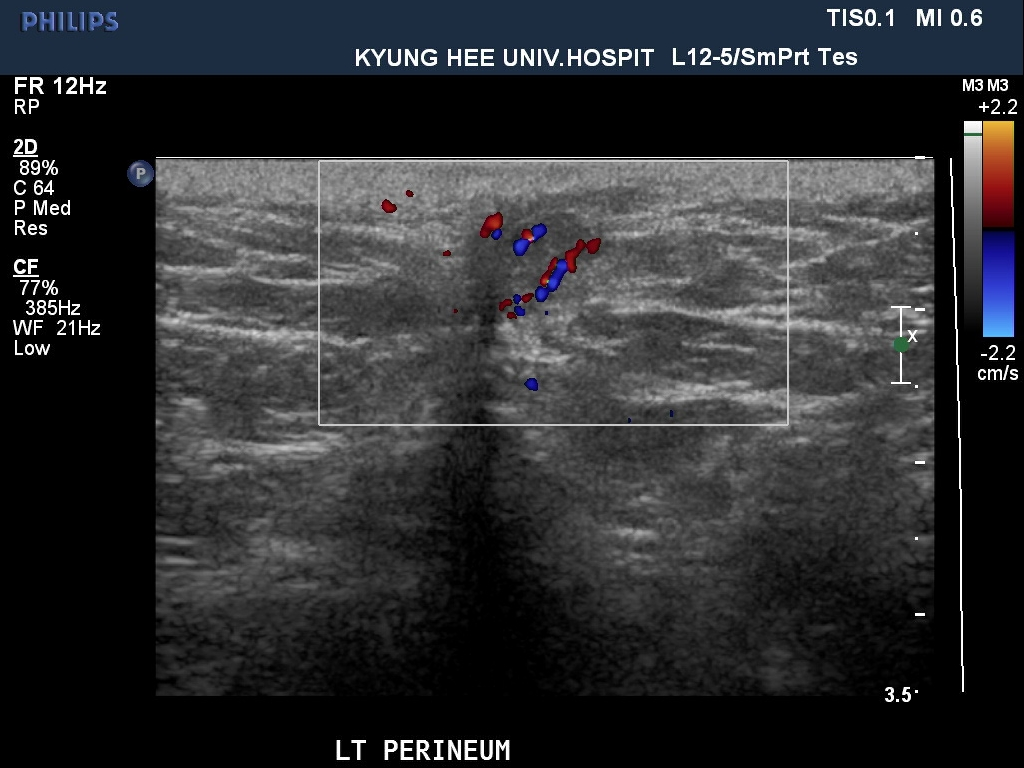 PHILIPS
TIS0.1 MI 0.6
KYUNG HEE UNIV.HOSPIT L12-5/SmPrt Tes
FR 12Hz
RP
2D
89%
C 64
P Med
Res
CF
77%
385Hz
WF 21Hz
Low
P
M3 M3
+2.2
-2.2
cm/s
X
3.5
LT PERINEUM